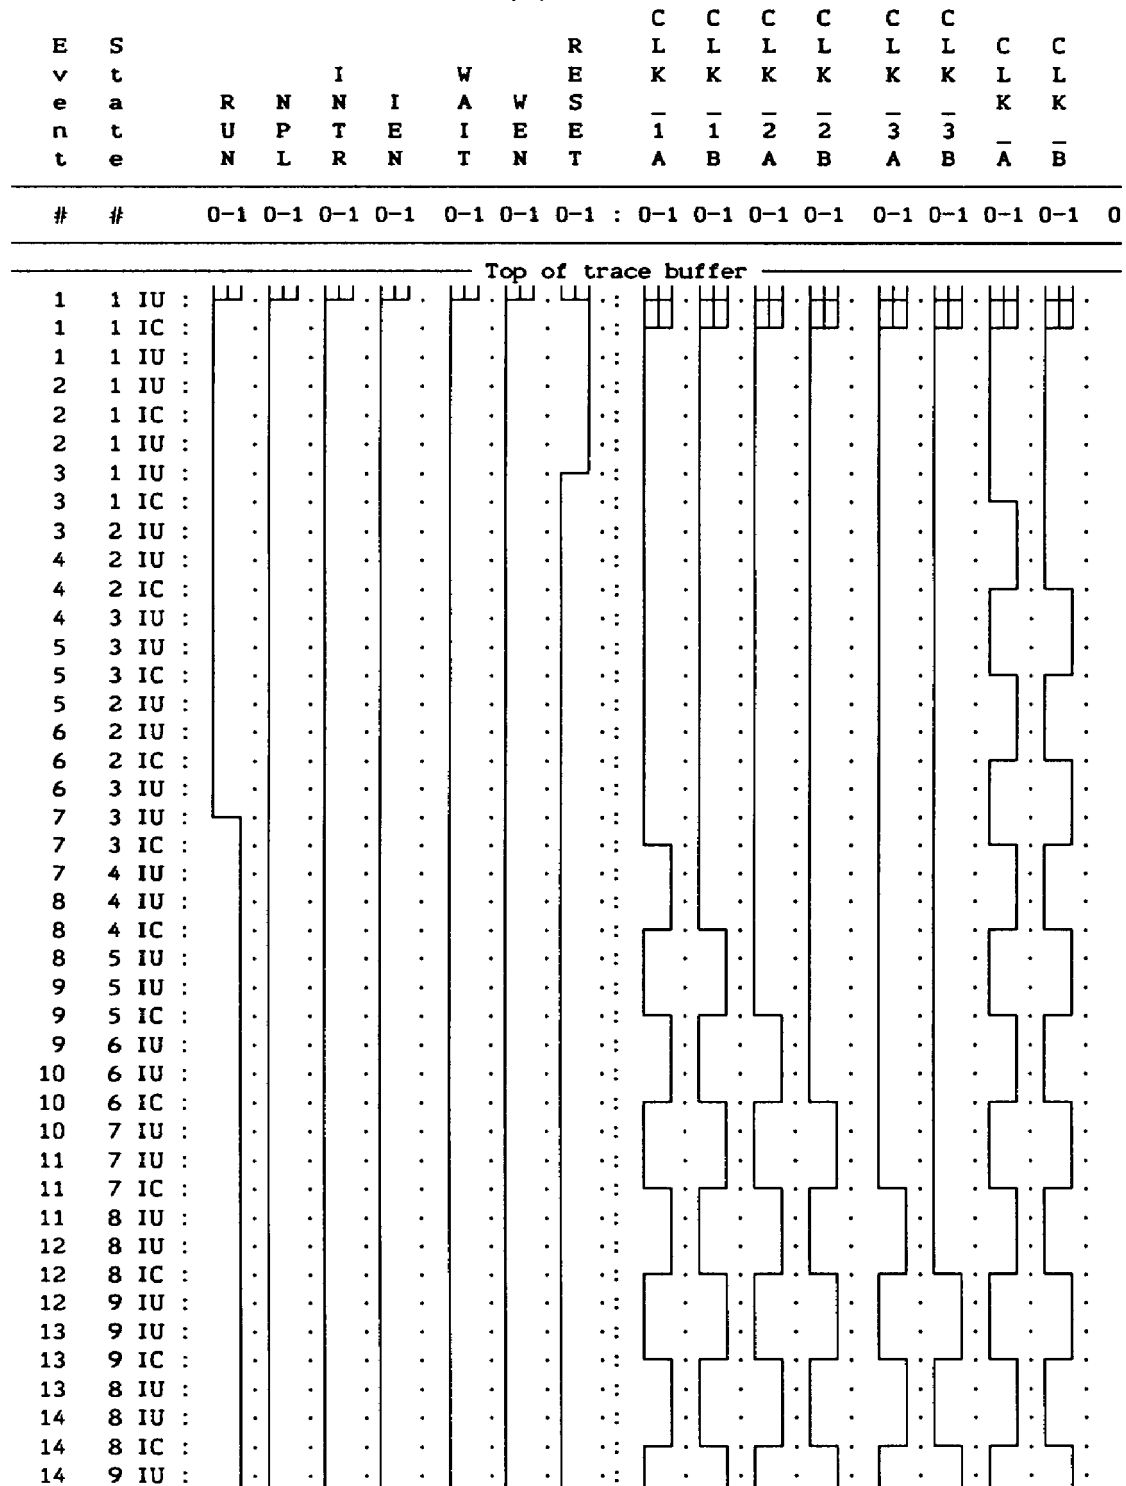 C C C C C C
E S R L L L L L L C C
v t I W E K K K K K K L L
e a R N N I A W S _ _ _ _ _ _ K K
n t U P T E I E E 1 1 2 2 3 3 _ _
t e N L R N T N T A B A B A B A B
# # 0-1 0-1 0-1 0-1 0-1 0-1 0-1 : 0-1 0-1 0-1 0-1 0-1 0-1 0-1 0-1 0
Top of trace buffer
1 1 IU :
1 1 IC :
1 1 IU :
2 1 IU :
2 1 IC :
2 1 IU :
3 1 IU :
3 1 IC :
3 2 IU :
4 2 IU :
4 2 IC :
4 3 IU :
5 3 IU :
5 3 IC :
5 2 IU :
6 2 IU :
6 2 IC :
6 3 IU :
7 3 IU :
7 3 IC :
7 4 IU :
8 4 IU :
8 4 IC :
8 5 IU :
9 5 IU :
9 5 IC :
9 6 IU :
10 6 IU :
10 6 IC :
10 7 IU :
11 7 IU :
11 7 IC :
11 8 IU :
12 8 IU :
12 8 IC :
12 9 IU :
13 9 IU :
13 9 IC :
13 8 IU :
14 8 IU :
14 8 IC :
14 9 IU :